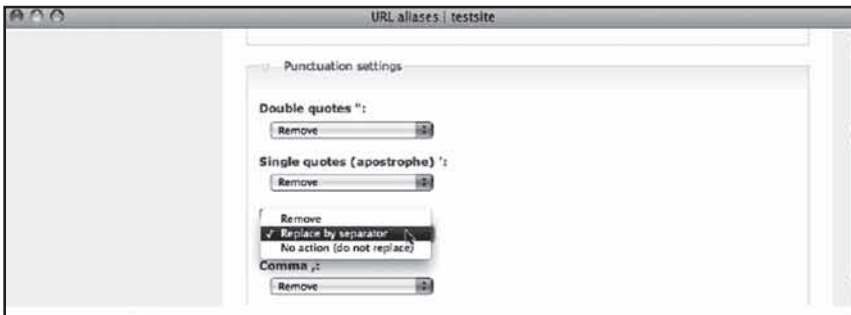 URL aliases | testsite
Punctuation settings
Double quotes ":
Remove
Single quotes (apostrophe) ':
Remove
Remove
✓ Replace by separator
No action (do not replace)
Comma ,:
Remove